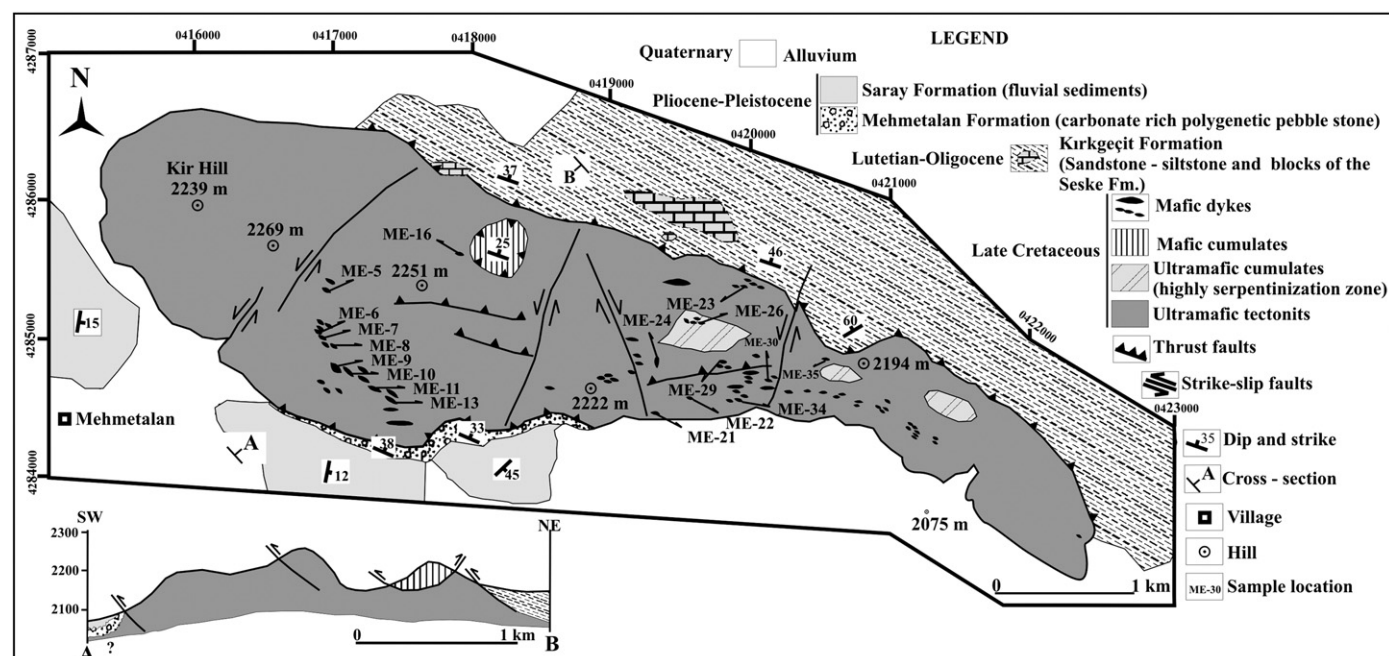 0416000
0417000
0418000
0419000
0420000
0421000
0422000
0423000
4287000
4286000
4285000
4284000
N
LEGEND
Quaternary
Alluvium
Pliocene-Pleistocene
Saray Formation (fluvial sediments)
Mehmetalan Formation (carbonate rich polygenetic pebble stone)
Lutetian-Oligocene
Kırkgeçit Formation
(Sandstone - siltstone and blocks of the
Seske Fm.)
Late Cretaceous
Mafic dykes
Mafic cumulates
Ultramafic cumulates
(highly serpentinization zone)
Ultramafic tectonits
Thrust faults
Strike-slip faults
35 Dip and strike
A Cross - section
Village
Hill
ME-30 Sample location
Kir Hill
2239 m
2269 m
2251 m
2222 m
2194 m
2075 m
37
B
25
46
60
15
38
33
12
45
A
Mehmetalan
ME-16
ME-5
ME-6
ME-7
ME-8
ME-9
ME-10
ME-11
ME-13
ME-23
ME-24
ME-26
ME-30
ME-35
ME-29
ME-34
ME-22
ME-21
0 1 km
SW
NE
2300
2200
2100
A
?
0 1 km
B